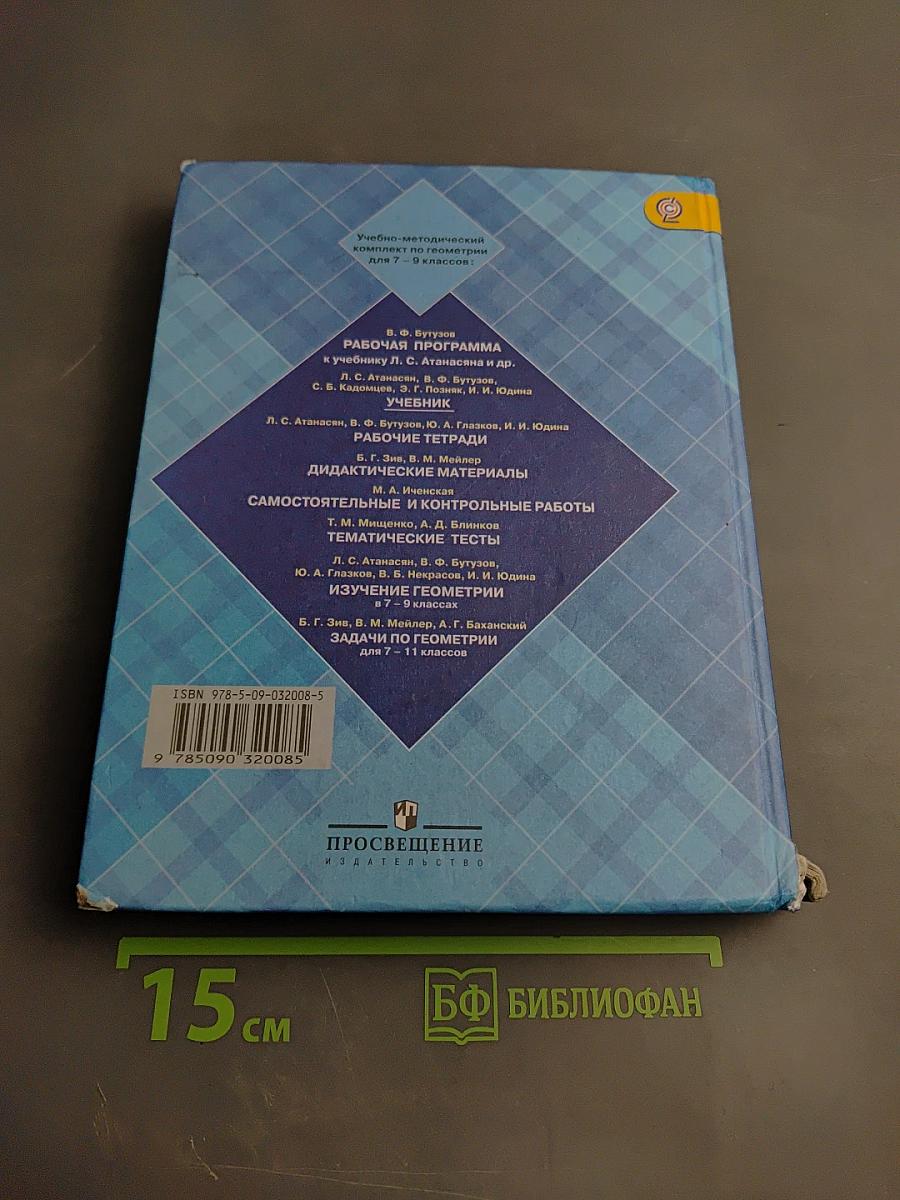 Учебно-методический
комплект по геометрии
для 7 – 9 классов:
В. Ф. Бутузов
РАБОЧАЯ ПРОГРАММА
к учебнику Л. С. Атанасяна и др.
Л. С. Атанасян, В. Ф. Бутузов,
С. Б. Кадомцев, Э. Г. Позняк, И. И. Юдина
УЧЕБНИК
Л. С. Атанасян, В. Ф. Бутузов, Ю. А. Глазков, И. И. Юдина
РАБОЧИЕ ТЕТРАДИ
Б. Г. Зив, В. М. Мейлер
ДИДАКТИЧЕСКИЕ МАТЕРИАЛЫ
М. А. Иченская
САМОСТОЯТЕЛЬНЫЕ И КОНТРОЛЬНЫЕ РАБОТЫ
Т. М. Мищенко, А. Д. Блинков
ТЕМАТИЧЕСКИЕ ТЕСТЫ
Л. С. Атанасян, В. Ф. Бутузов,
Ю. А. Глазков, В. Б. Некрасов, И. И. Юдина
ИЗУЧЕНИЕ ГЕОМЕТРИИ
в 7 – 9 классах
Б. Г. Зив, В. М. Мейлер, А. Г. Баханский
ЗАДАЧИ ПО ГЕОМЕТРИИ
для 7 – 11 классов
ISBN 978-5-09-032008-5
9 785090 320085
ИП
ПРОСВЕЩЕНИЕ
ИЗДАТЕЛЬСТВО
15 см
БФ БИБЛИОФАН